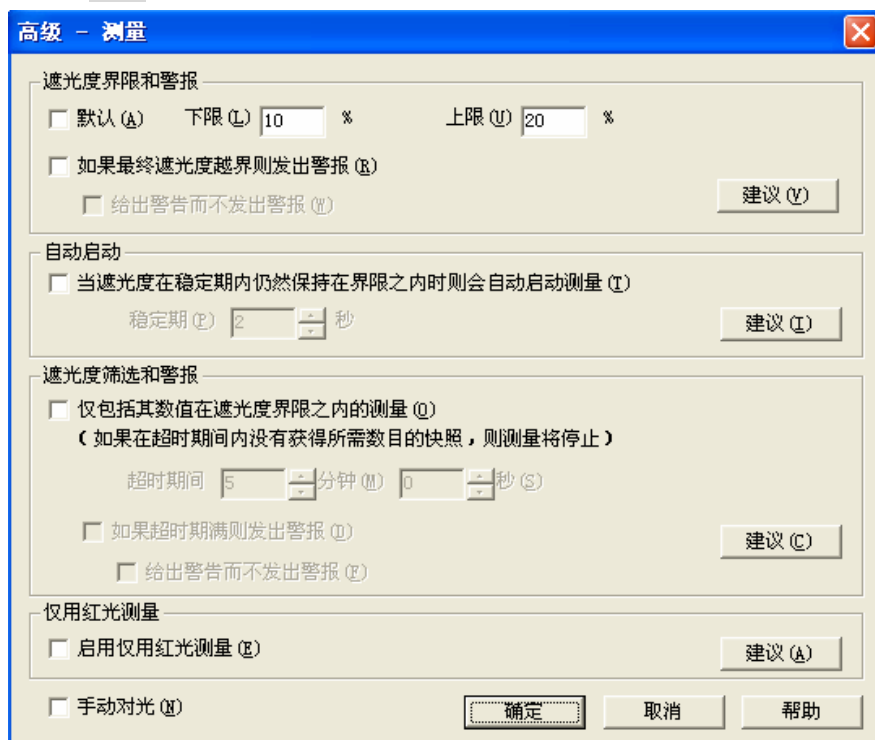 高级 - 测量
遮光度界限和警报
默认(A) 下限(L) 10 % 上限(U) 20 %
如果最终遮光度越界则发出警报(R)
给出警告而不发出警报(W)
建议(V)
自动启动
当遮光度在稳定期内仍然保持在界限之内时则会自动启动测量(T)
稳定期(P) 2 秒
建议(I)
遮光度筛选和警报
仅包括其数值在遮光度界限之内的测量(O)
(如果在超时期间内没有获得所需数目的快照，则测量将停止)
超时期间 5 分钟(M) 0 秒(S)
如果超时期满则发出警报(D)
建议(C)
给出警告而不发出警报(F)
仅用红光测量
启用仅用红光测量(E)
建议(A)
手动对光(N) 确定 取消 帮助